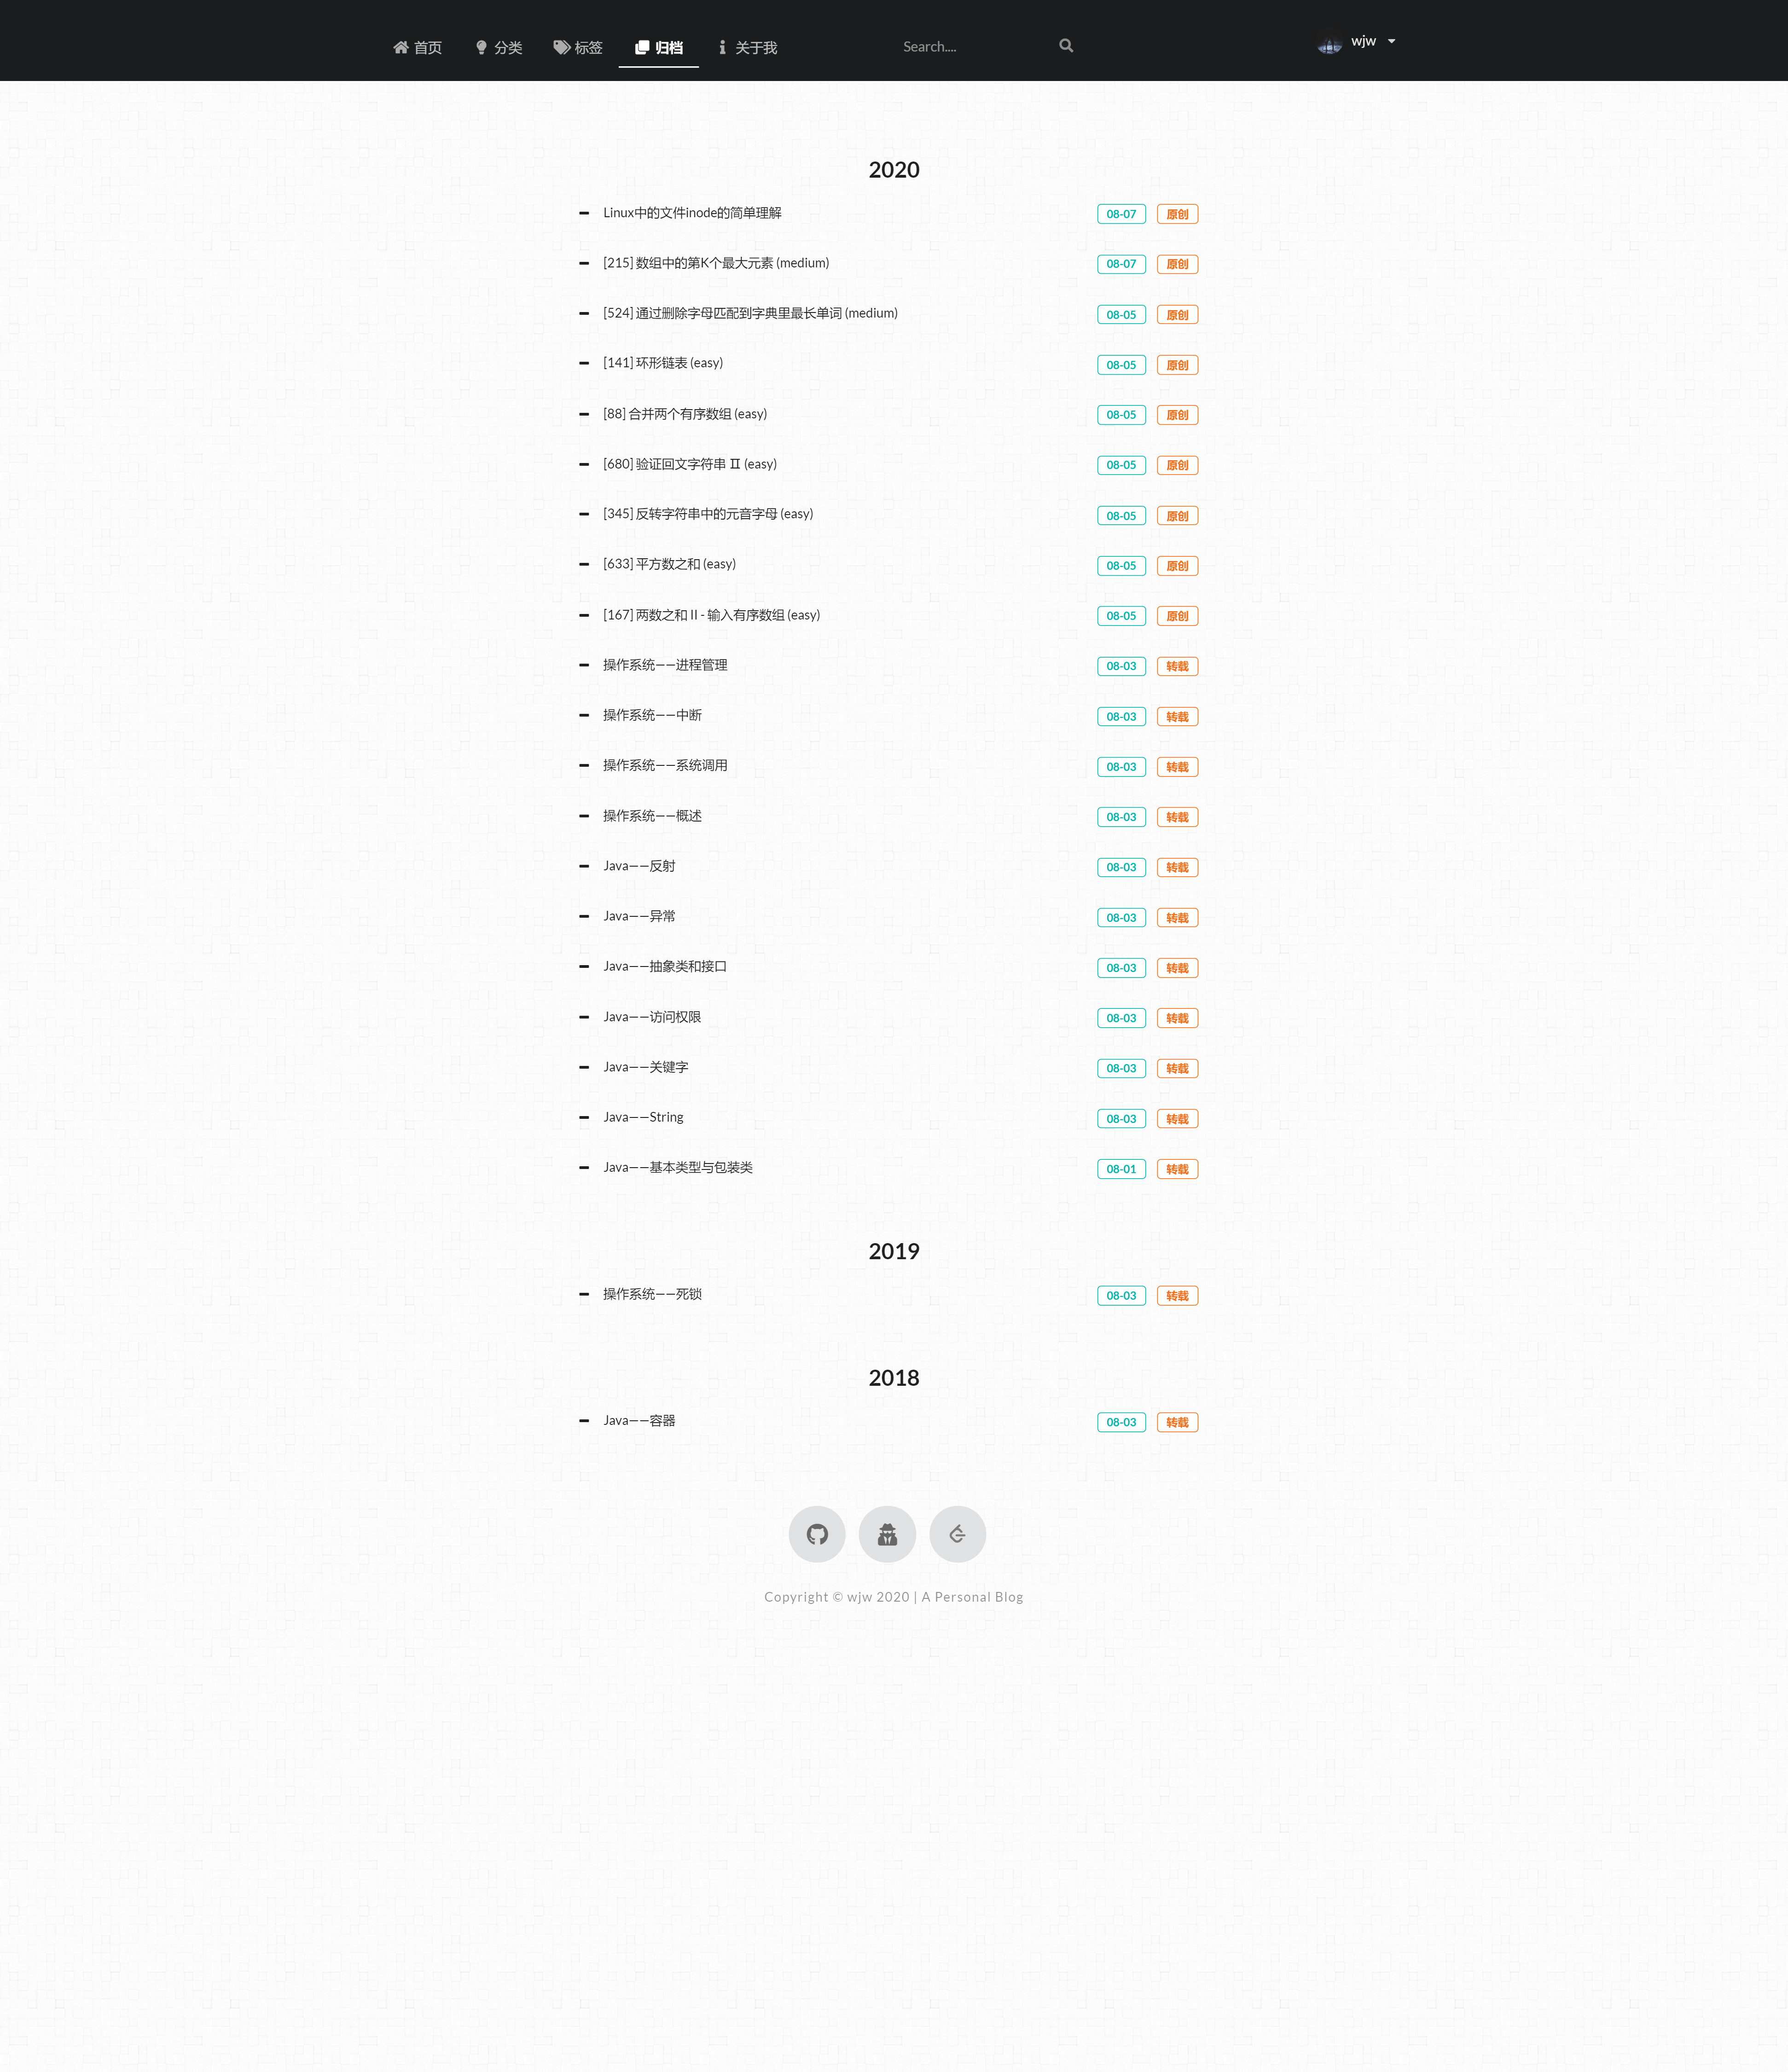 首页 分类 标签 归档 关于我 Search.... wjw
2020
Linux中的文件inode的简单理解 08-07 原创
[215] 数组中的第K个最大元素 (medium) 08-07 原创
[524] 通过删除字母匹配到字典里最长单词 (medium) 08-05 原创
[141] 环形链表 (easy) 08-05 原创
[88] 合并两个有序数组 (easy) 08-05 原创
[680] 验证回文字符串 Ⅱ (easy) 08-05 原创
[345] 反转字符串中的元音字母 (easy) 08-05 原创
[633] 平方数之和 (easy) 08-05 原创
[167] 两数之和 II - 输入有序数组 (easy) 08-05 原创
操作系统——进程管理 08-03 转载
操作系统——中断 08-03 转载
操作系统——系统调用 08-03 转载
操作系统——概述 08-03 转载
Java——反射 08-03 转载
Java——异常 08-03 转载
Java——抽象类和接口 08-03 转载
Java——访问权限 08-03 转载
Java——关键字 08-03 转载
Java——String 08-03 转载
Java——基本类型与包装类 08-01 转载
2019
操作系统——死锁 08-03 转载
2018
Java——容器 08-03 转载
Copyright © wjw 2020 | A Personal Blog